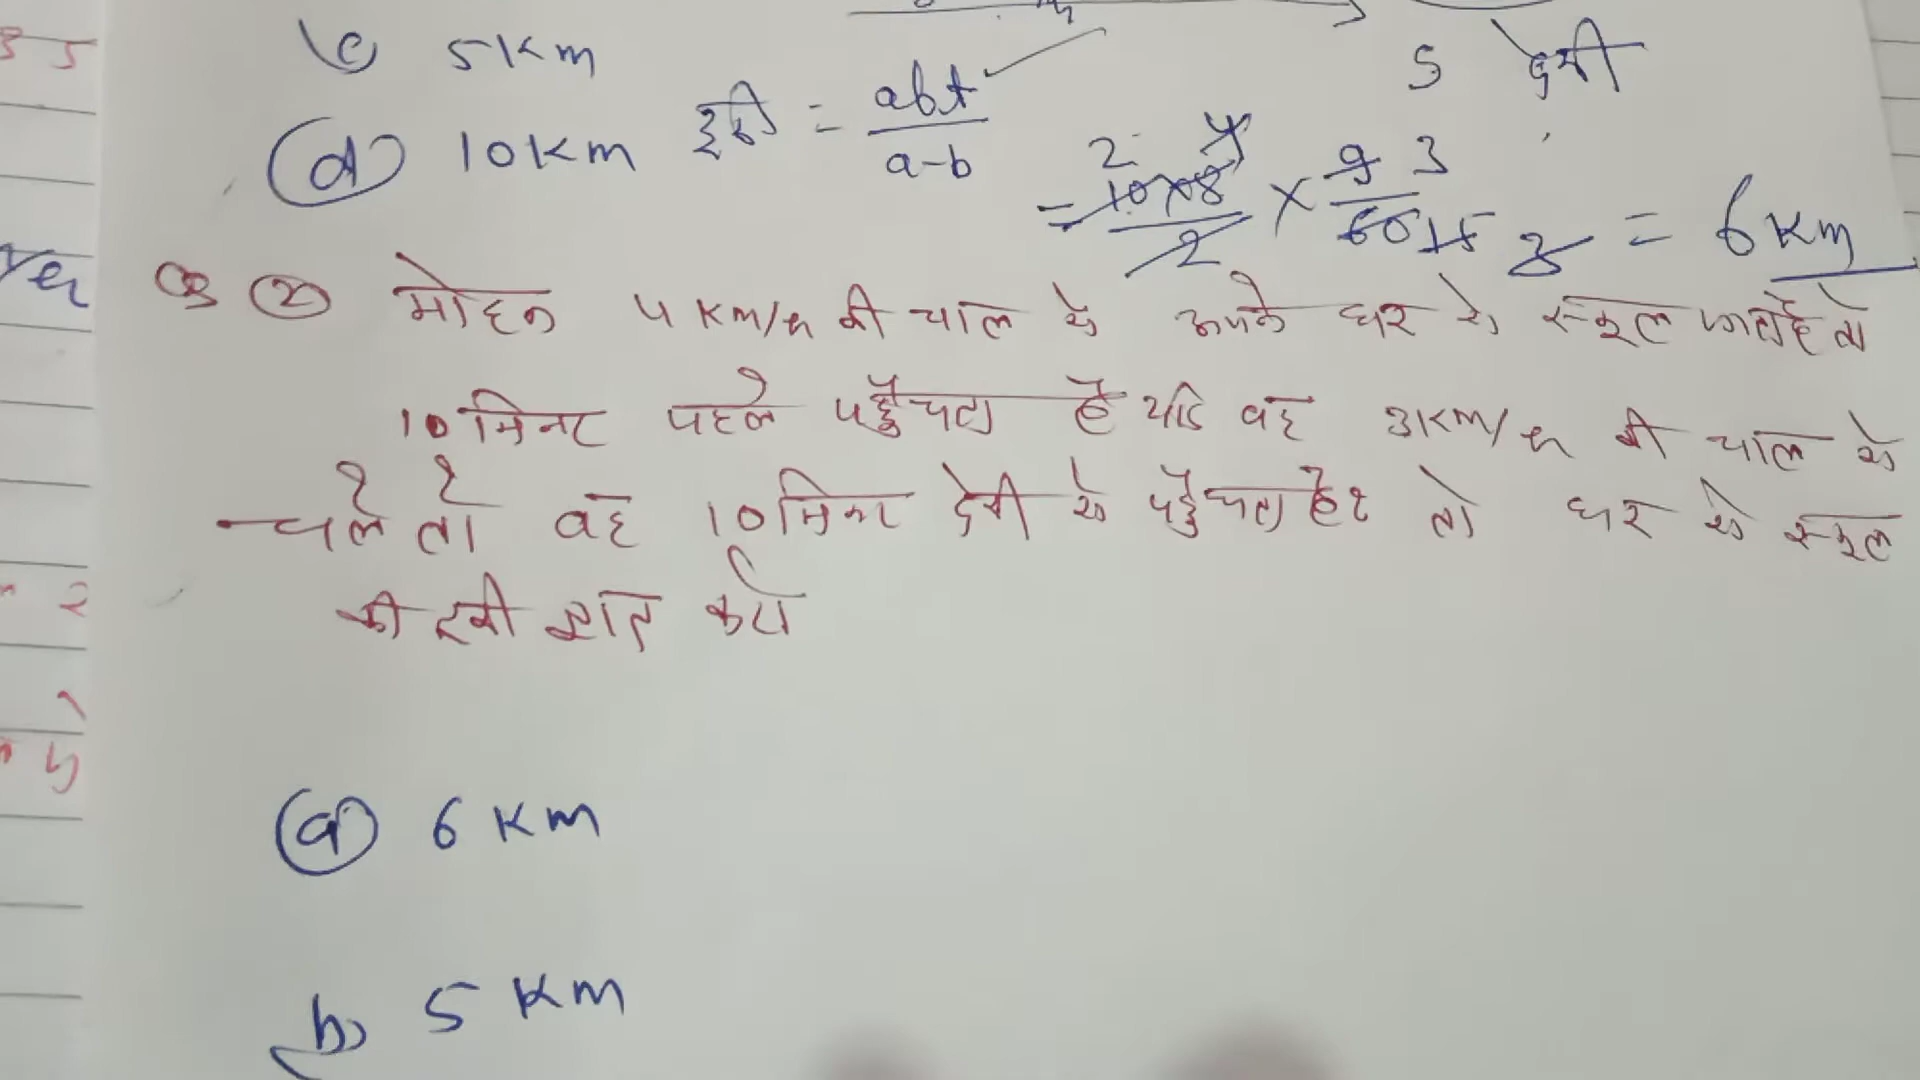 (c) 5 Km
5 देरी
(d) 10 Km दूरी = abt / a-b
= 10×8 / 2 × 9 / 60 = 6 Km
Q (2) मोहन 4 Km/h की चाल से अपने घर से स्कूल जाता है तो
10 मिनट पहले पहुँचता है यदि वह 3 Km/h की चाल से
चले तो वह 10 मिनट देरी से पहुँचता है तो घर से स्कूल
की दूरी ज्ञात करो
(a) 6 Km
(b) 5 Km